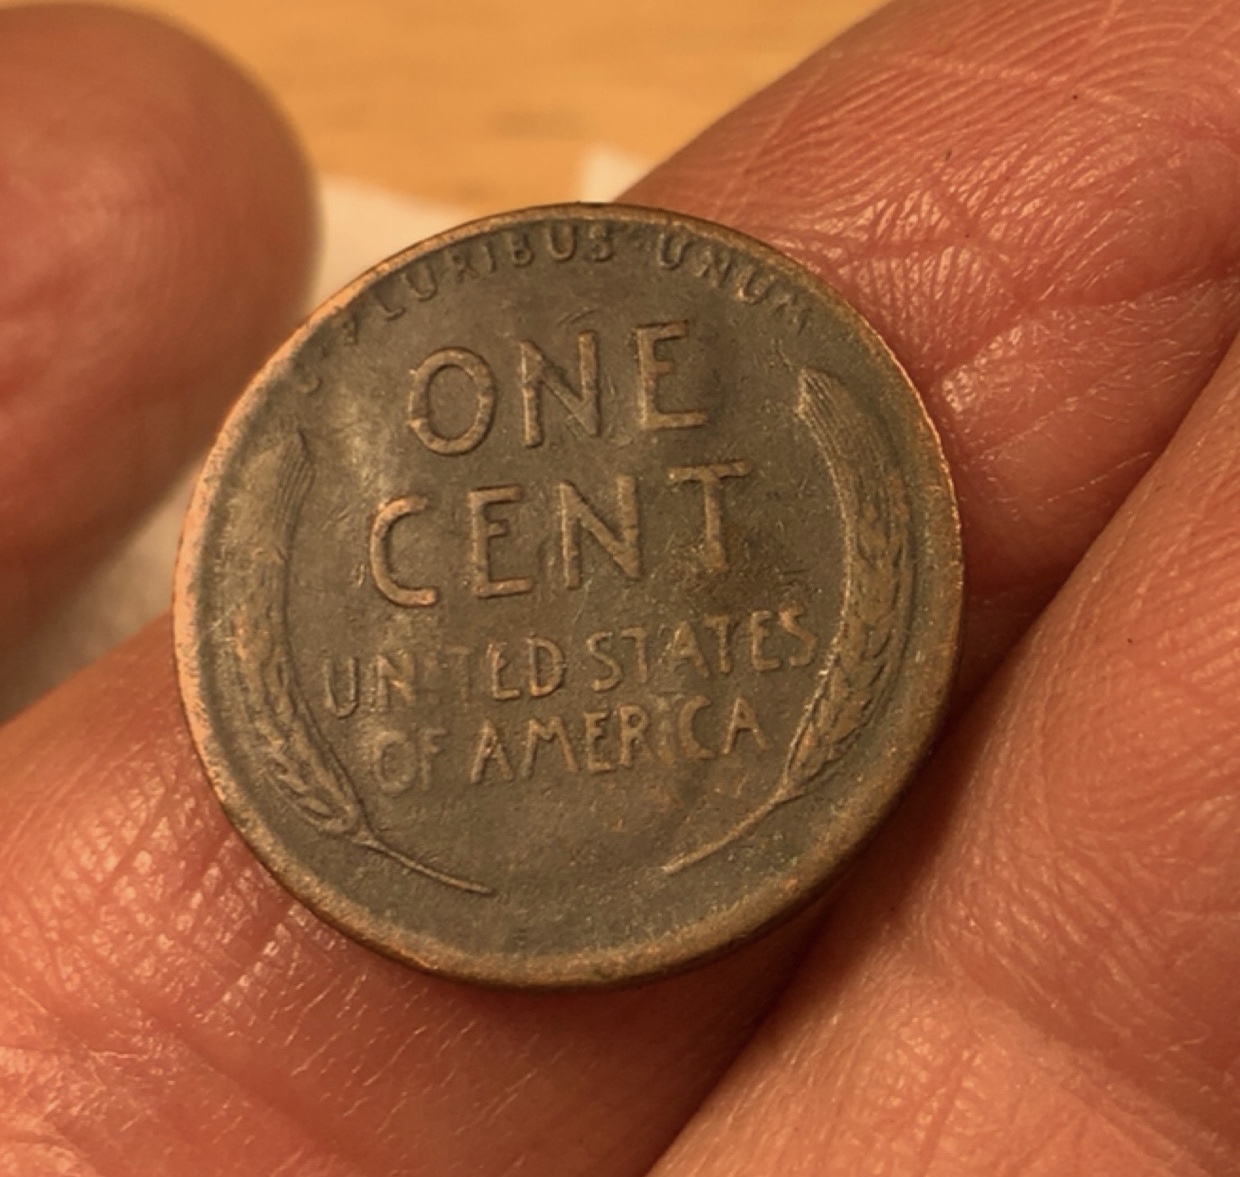 E PLURIBUS · UNUM
ONE
CENT
UNITED STATES
OF AMERICA